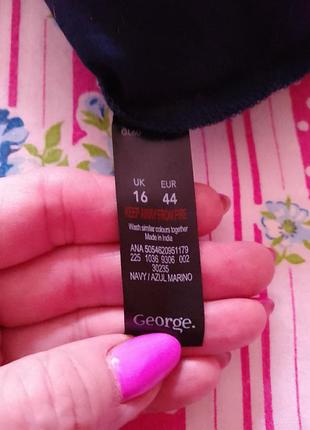 UK EUR
16 44
KEEP AWAY FROM FIRE
Wash similar colours together
Made in India
ANA 5054620951179
225 1036 9306 002
30235
NAVY / AZUL MARINO
George.